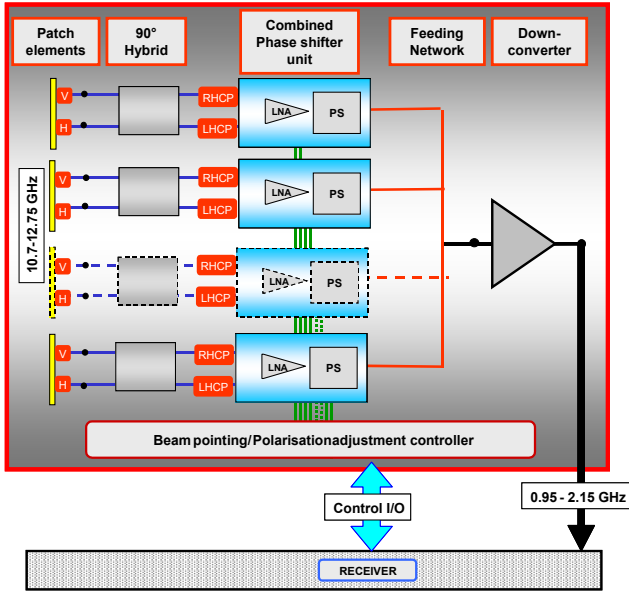 Patch
elements
90°
Hybrid
Combined
Phase shifter
unit
Feeding
Network
Down-
converter
V
H
RHCP
LHCP
LNA
PS
V
H
RHCP
LHCP
LNA
PS
10.7-12.75 GHz
V
H
RHCP
LHCP
LNA
PS
V
H
RHCP
LHCP
LNA
PS
Beam pointing/Polarisationadjustment controller
Control I/O
0.95 - 2.15 GHz
RECEIVER